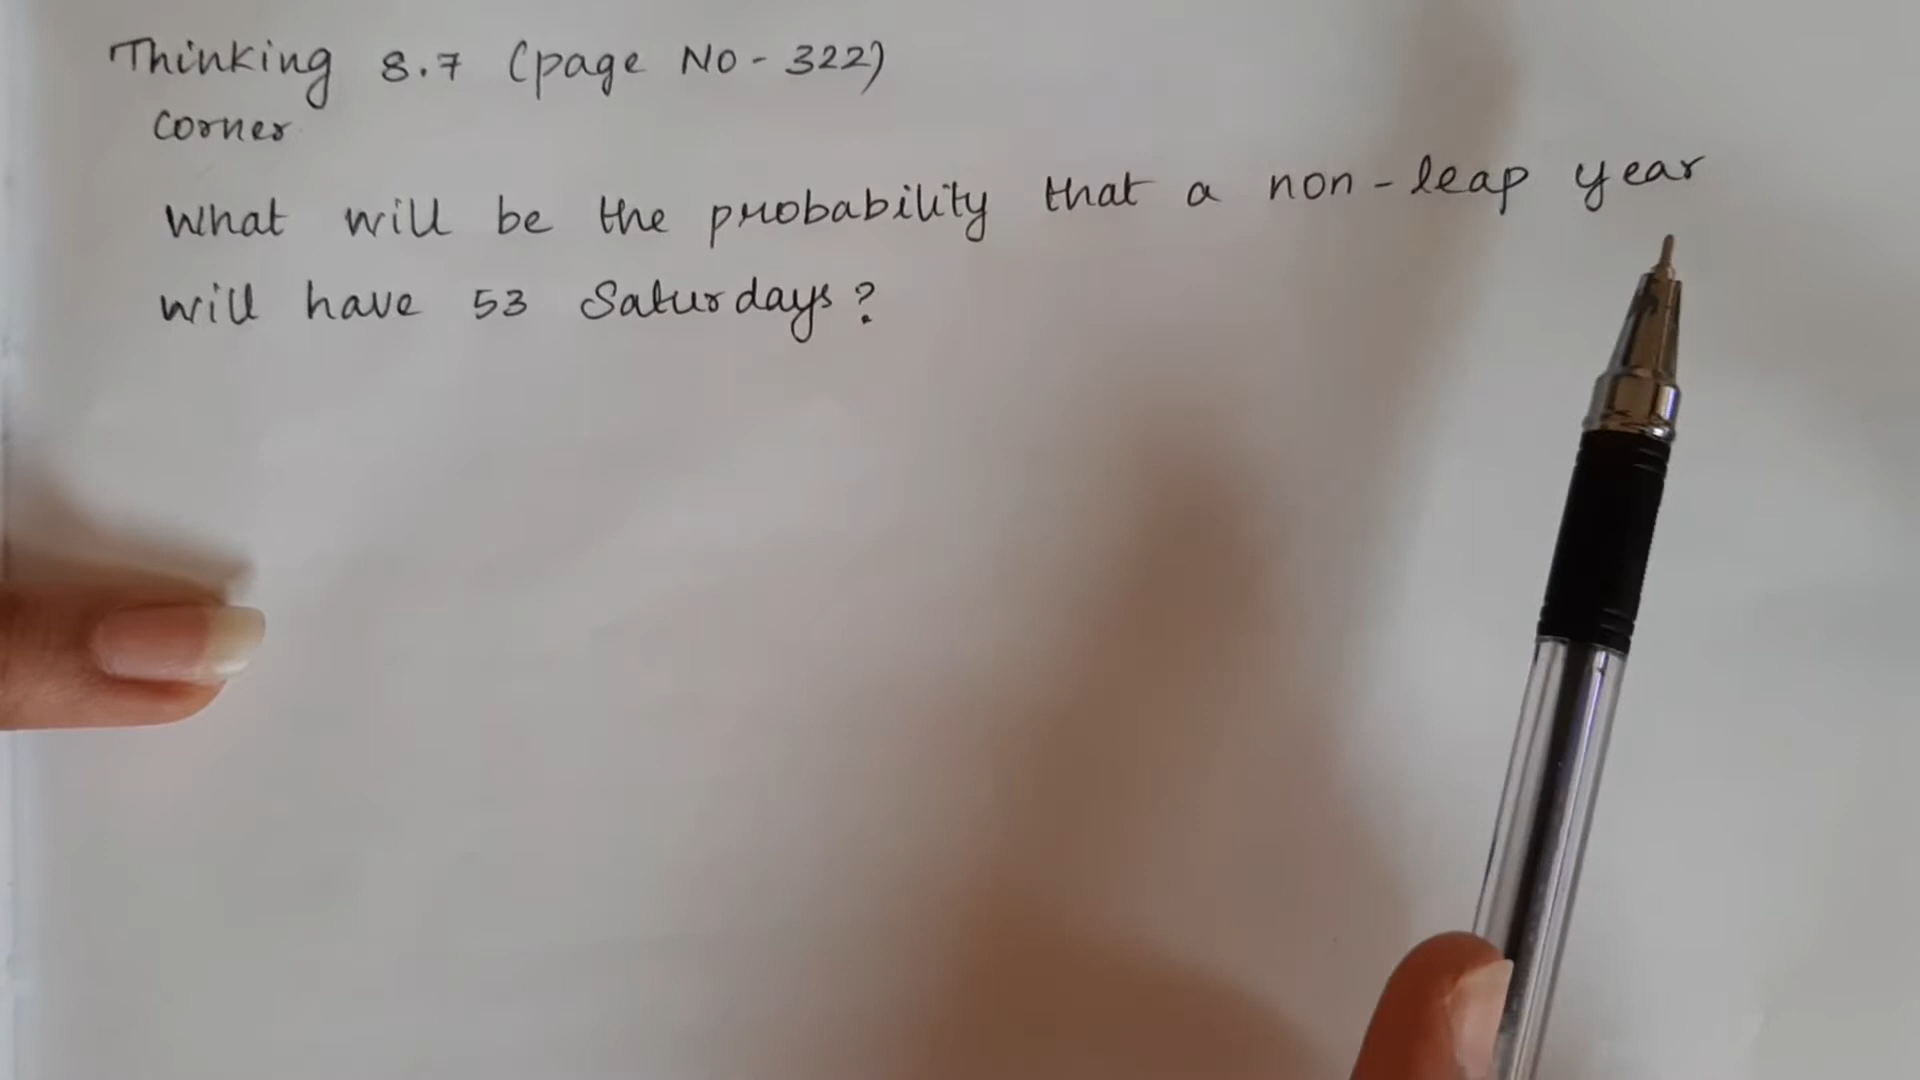 Thinking 8.7 (page No - 322)
corner
What will be the probability that a non-leap year
will have 53 Saturdays?